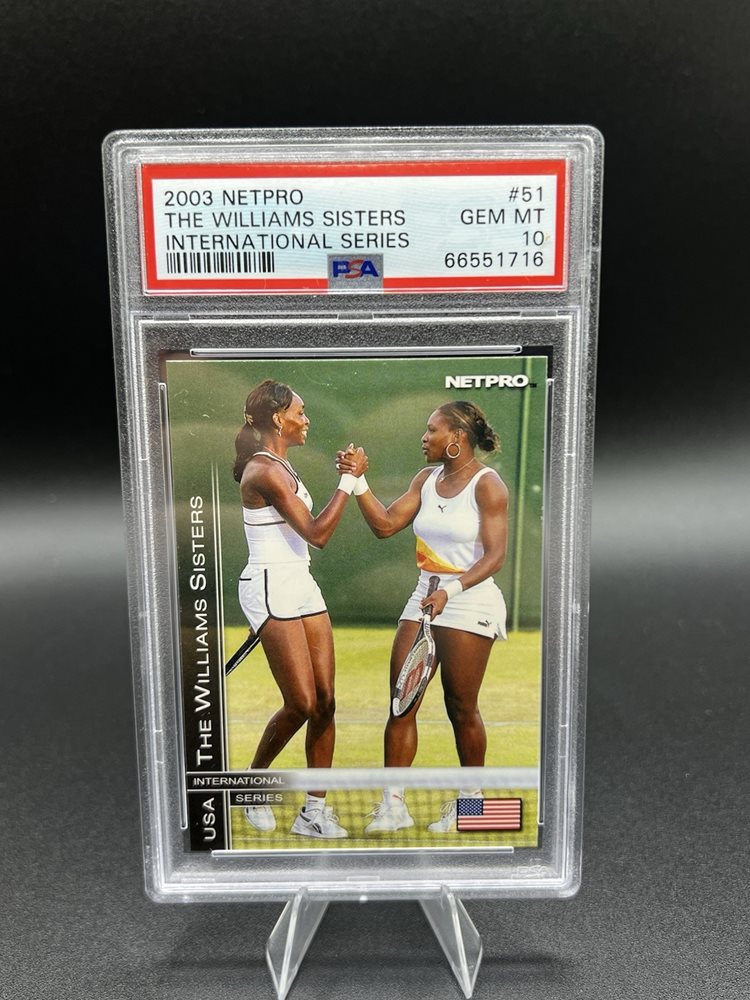 2003 NETPRO #51
THE WILLIAMS SISTERS GEM MT
INTERNATIONAL SERIES 10
PSA 66551716
NETPRO
USA THE WILLIAMS SISTERS
INTERNATIONAL
SERIES